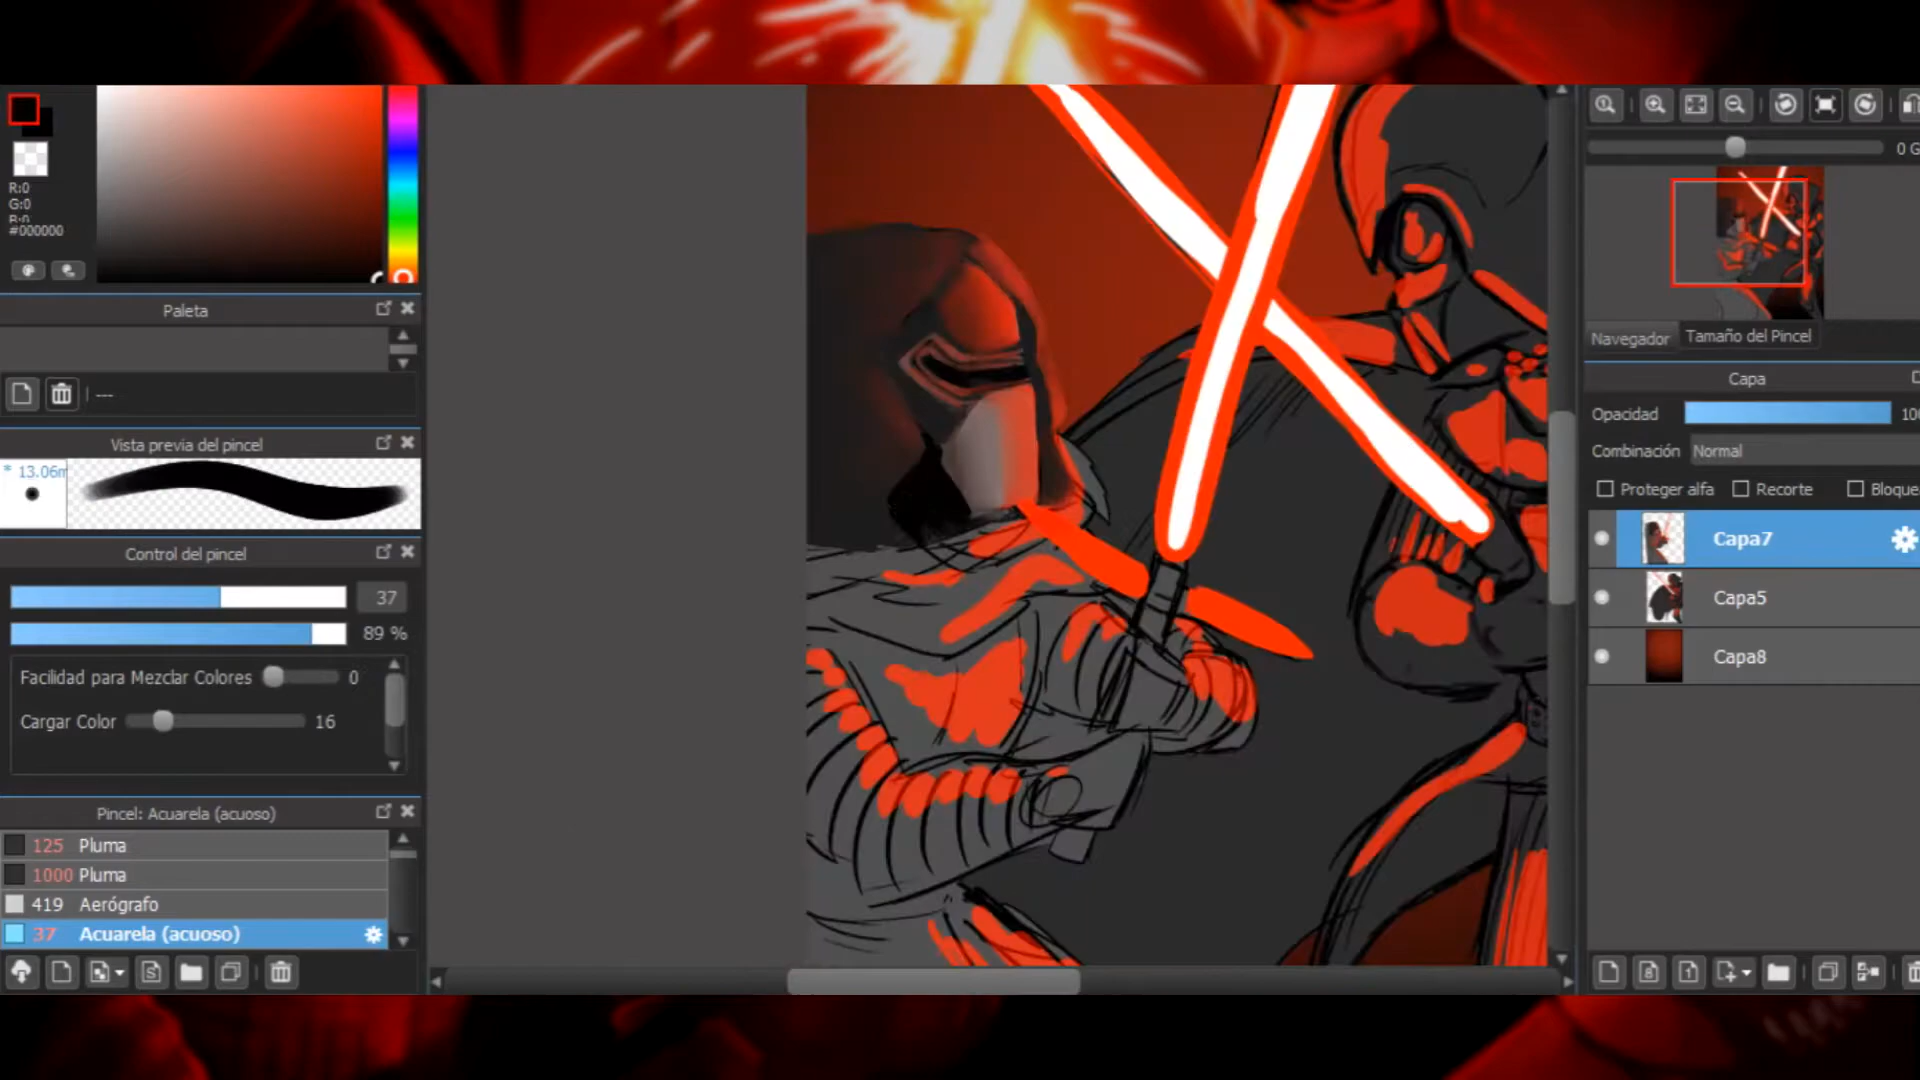 R:0
G:0
B:0
#000000
Paleta
---
Vista previa del pincel
* 13.06m
Control del pincel
37
89 %
Facilidad para Mezclar Colores 0
Cargar Color 16
Pincel: Acuarela (acuoso)
125 Pluma
1000 Pluma
419 Aerógrafo
37 Acuarela (acuoso)
0 G
Navegador Tamaño del Pincel
Capa
Opacidad 100
Combinación Normal
Proteger alfa Recorte Bloque
Capa7
Capa5
Capa8